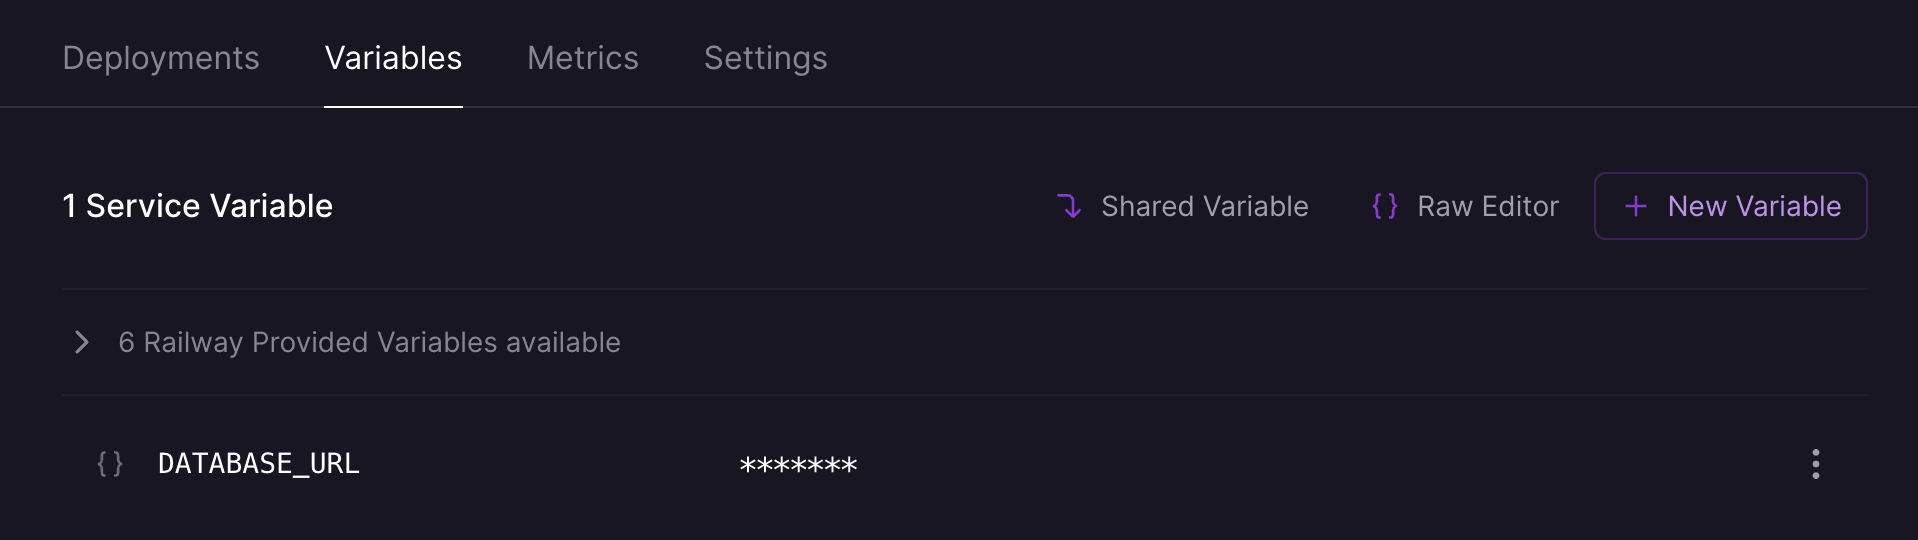 Deployments Variables Metrics Settings
1 Service Variable Shared Variable {} Raw Editor + New Variable
> 6 Railway Provided Variables available
{} DATABASE_URL *******